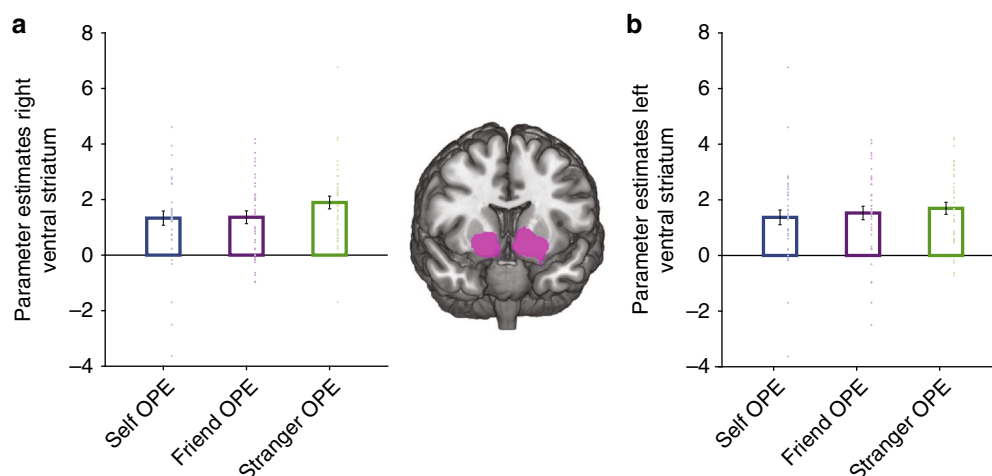 a
Parameter estimates right
ventral striatum
8
6
4
2
0
–2
–4
Self OPE
Friend OPE
Stranger OPE
b
Parameter estimates left
ventral striatum
8
6
4
2
0
–2
–4
Self OPE
Friend OPE
Stranger OPE